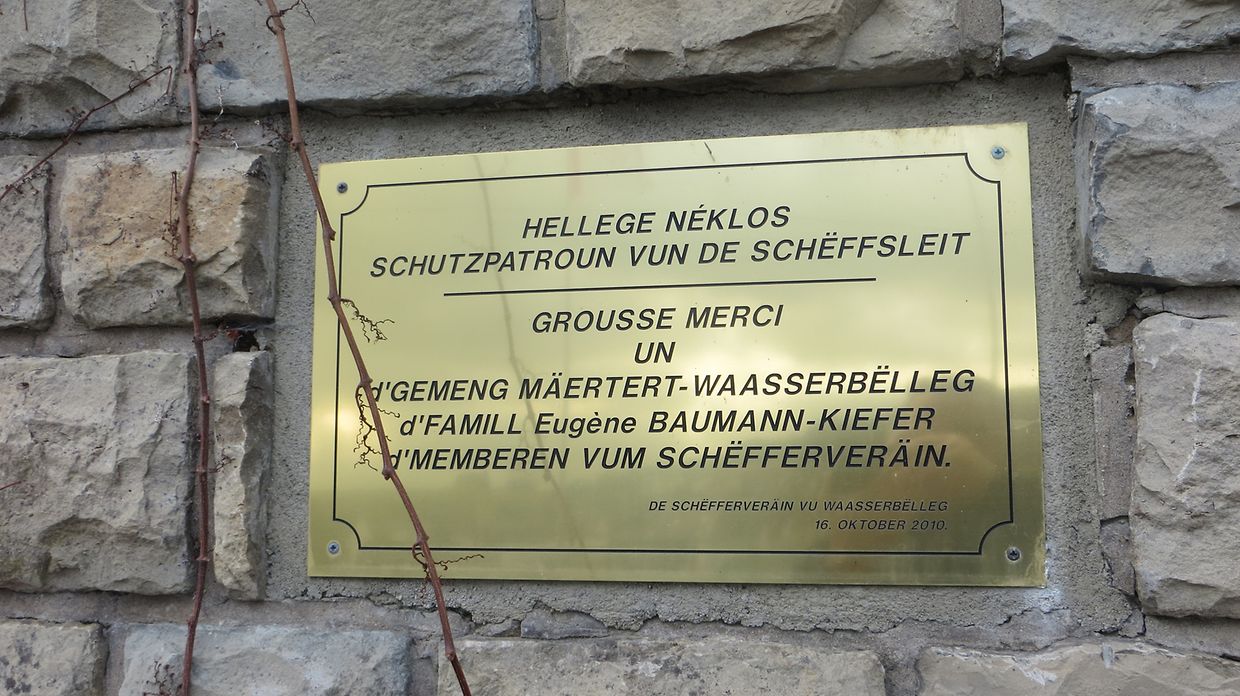 HELLEGE NÉKLOS
SCHUTZPATROUN VUN DE SCHËFFSLEIT
GROUSSE MERCI
UN
d'GEMENG MÄERTERT-WAASSERBËLLEG
d'FAMILL Eugène BAUMANN-KIEFER
d'MEMBEREN VUM SCHËFFERVERÄIN.
DE SCHËFFERVERÄIN VU WAASSERBËLLEG
16. OKTOBER 2010.